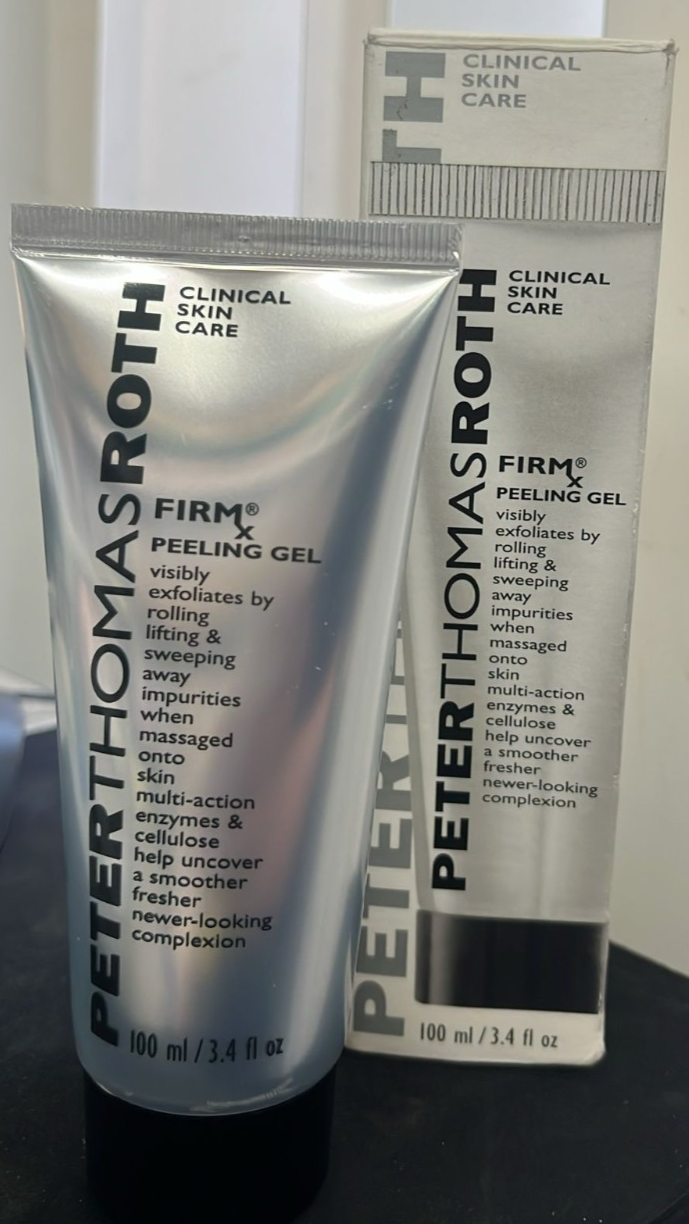 PETERTHOMASROTH
CLINICAL
SKIN
CARE
FIRMx®
PEELING GEL
visibly
exfoliates by
rolling
lifting &
sweeping
away
impurities
when
massaged
onto
skin
multi-action
enzymes &
cellulose
help uncover
a smoother
fresher
newer-looking
complexion
100 ml / 3.4 fl oz
TH
CLINICAL
SKIN
CARE
PETERTHOMASROTH
CLINICAL
SKIN
CARE
FIRMx®
PEELING GEL
visibly
exfoliates by
rolling
lifting &
sweeping
away
impurities
when
massaged
onto
skin
multi-action
enzymes &
cellulose
help uncover
a smoother
fresher
newer-looking
complexion
PETER
100 ml / 3.4 fl oz